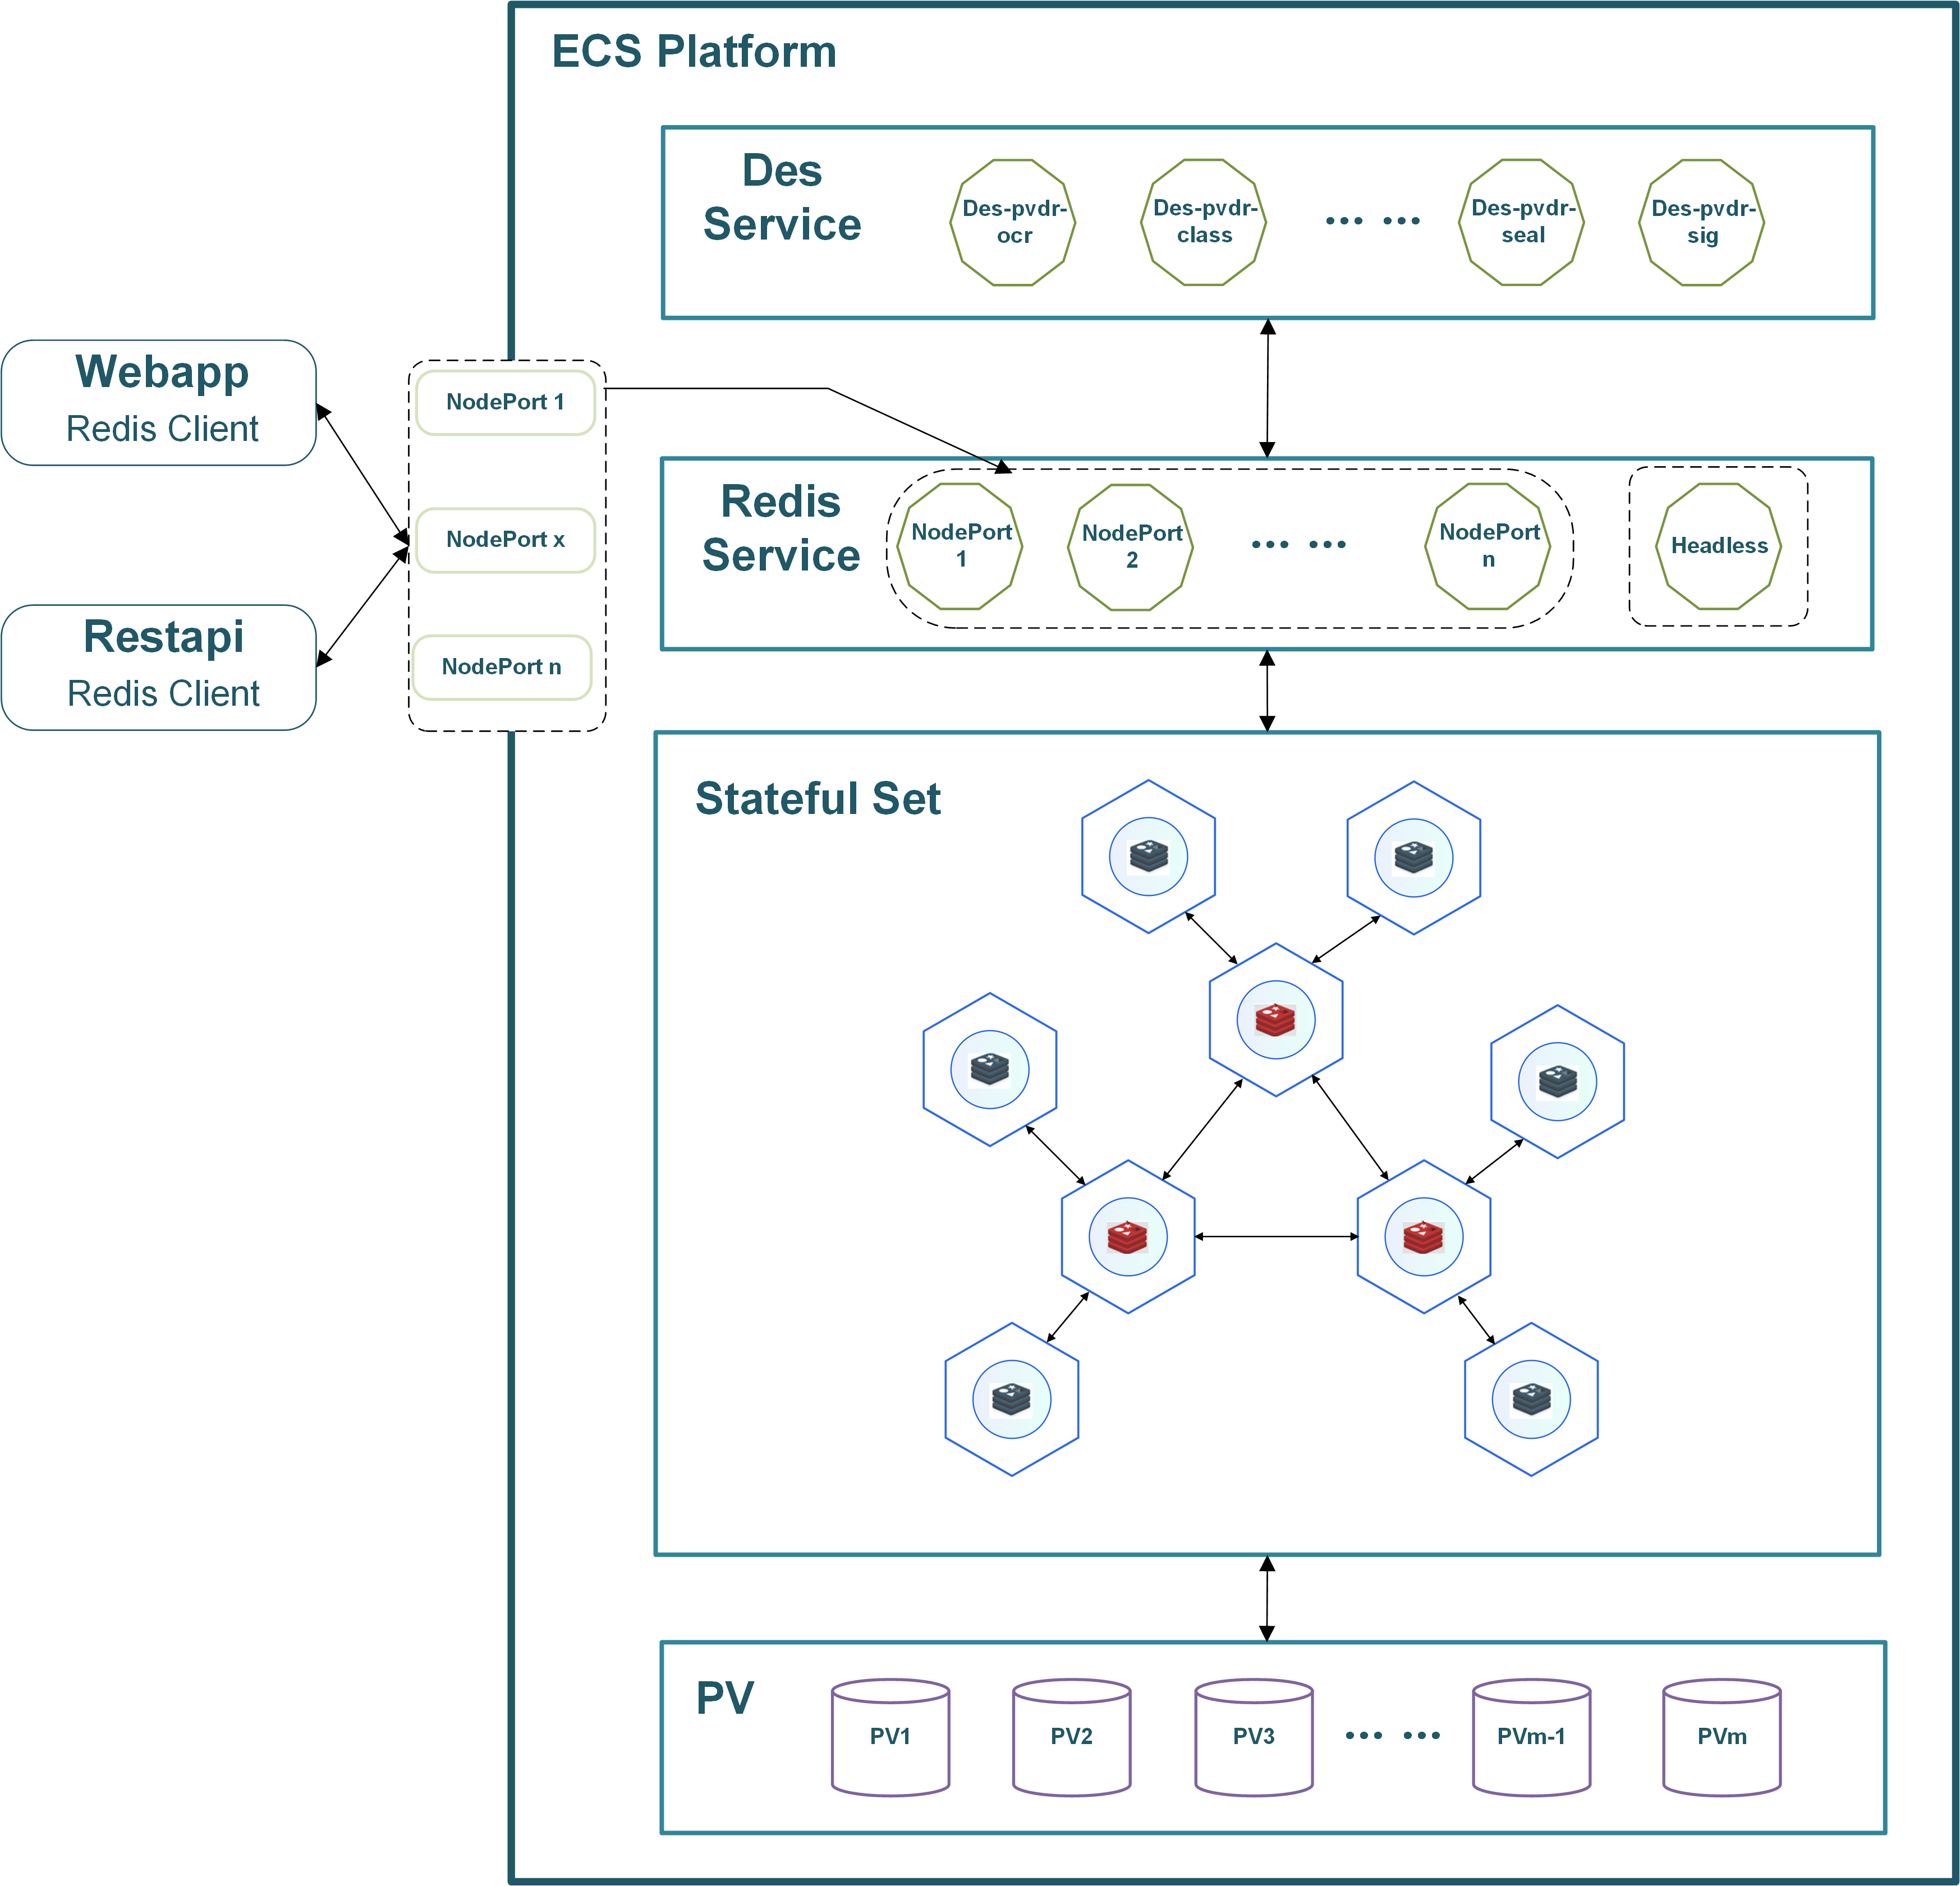 ECS Platform
Des
Service
Des-pvdr-
ocr
Des-pvdr-
class
... ...
Des-pvdr-
seal
Des-pvdr-
sig
Webapp
Redis Client
Restapi
Redis Client
NodePort 1
NodePort x
NodePort n
Redis
Service
NodePort
1
NodePort
2
... ...
NodePort
n
Headless
Stateful Set
PV
PV1
PV2
PV3
... ...
PVm-1
PVm